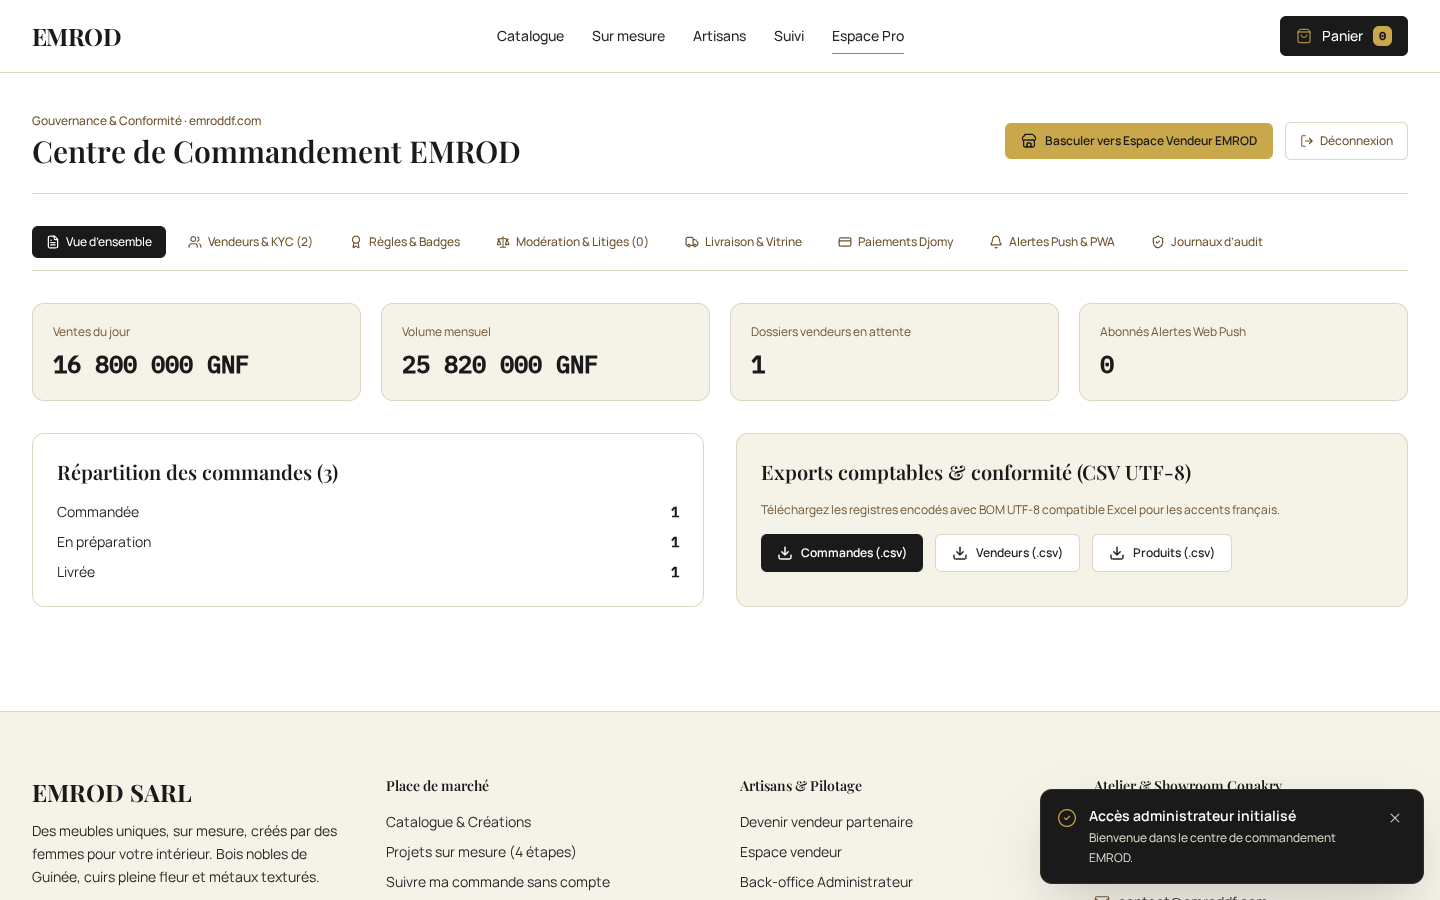 EMROD
Catalogue
Sur mesure
Artisans
Suivi
Espace Pro
Panier
0
Gouvernance & Conformité · emroddf.com
Centre de Commandement EMROD
Basculer vers Espace Vendeur EMROD
Déconnexion
Vue d'ensemble
Vendeurs & KYC (2)
Règles & Badges
Modération & Litiges (0)
Livraison & Vitrine
Paiements Djomy
Alertes Push & PWA
Journaux d'audit
Ventes du jour
16 800 000 GNF
Volume mensuel
25 820 000 GNF
Dossiers vendeurs en attente
1
Abonnés Alertes Web Push
0
Répartition des commandes (3)
Commandée
1
En préparation
1
Livrée
1
Exports comptables & conformité (CSV UTF-8)
Téléchargez les registres encodés avec BOM UTF-8 compatible Excel pour les accents français.
Commandes (.csv)
Vendeurs (.csv)
Produits (.csv)
EMROD SARL
Des meubles uniques, sur mesure, créés par des
femmes pour votre intérieur. Bois nobles de
Guinée, cuirs pleine fleur et métaux texturés.
Place de marché
Catalogue & Créations
Projets sur mesure (4 étapes)
Suivre ma commande sans compte
Artisans & Pilotage
Devenir vendeur partenaire
Espace vendeur
Back-office Administrateur
Atelier & Showroom Conakry
Accès administrateur initialisé
Bienvenue dans le centre de commandement
EMROD.
contact@emroddf.com